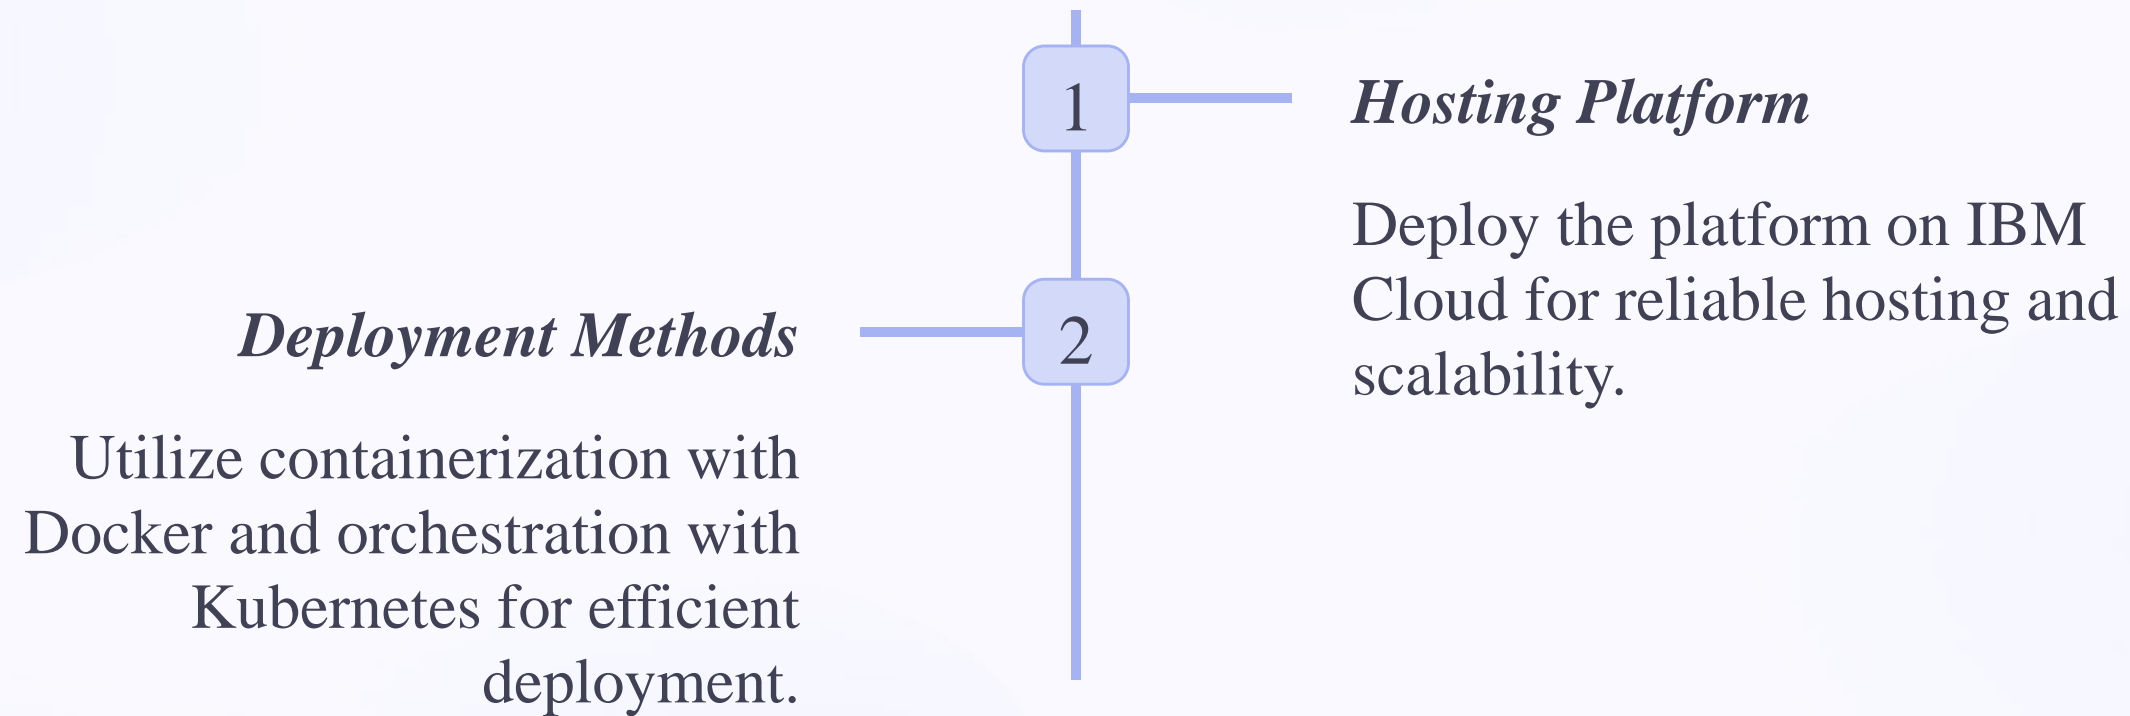 1
Hosting Platform
Deploy the platform on IBM
Cloud for reliable hosting and
scalability.
2
Deployment Methods
Utilize containerization with
Docker and orchestration with
Kubernetes for efficient
deployment.